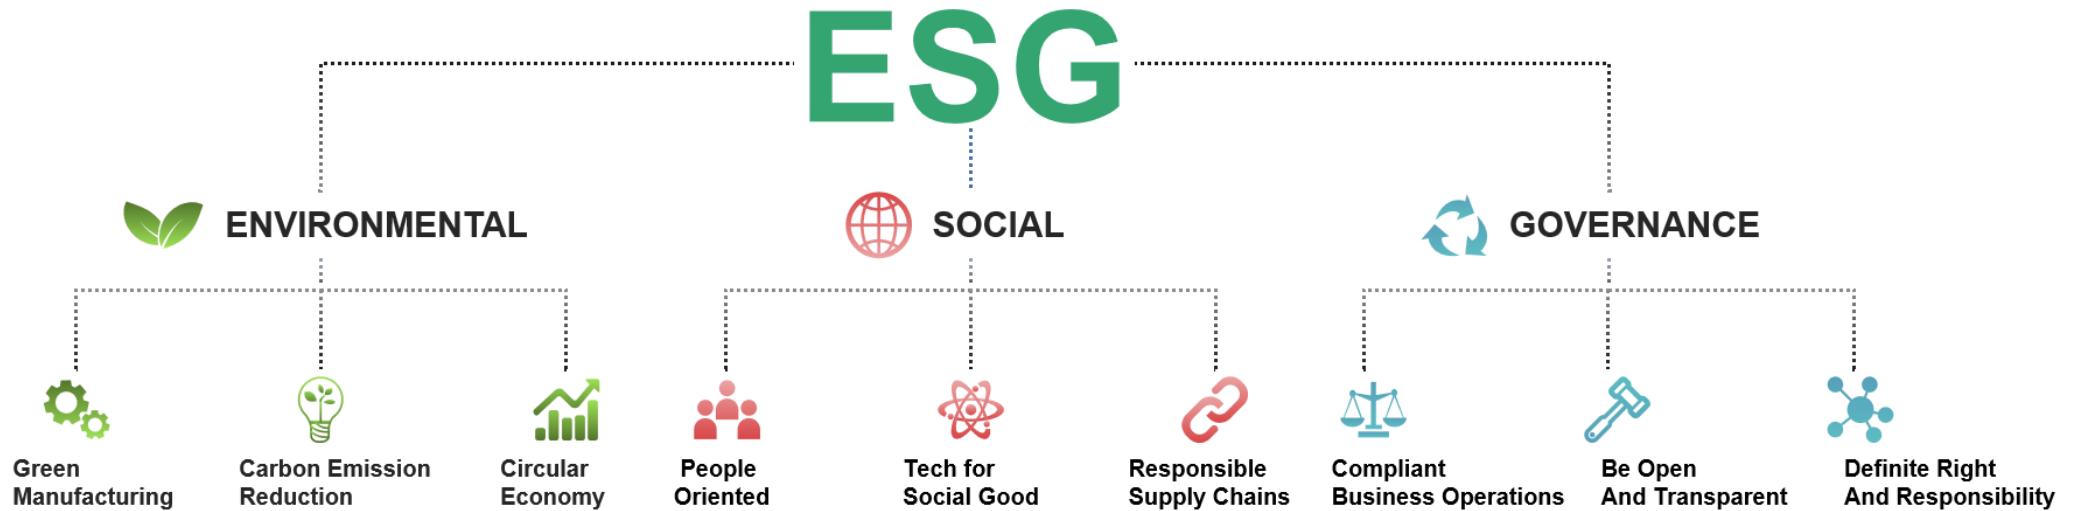 ESG
ENVIRONMENTAL
SOCIAL
GOVERNANCE
Green
Manufacturing
Carbon Emission
Reduction
Circular
Economy
People
Oriented
Tech for
Social Good
Responsible
Supply Chains
Compliant
Business Operations
Be Open
And Transparent
Definite Right
And Responsibility